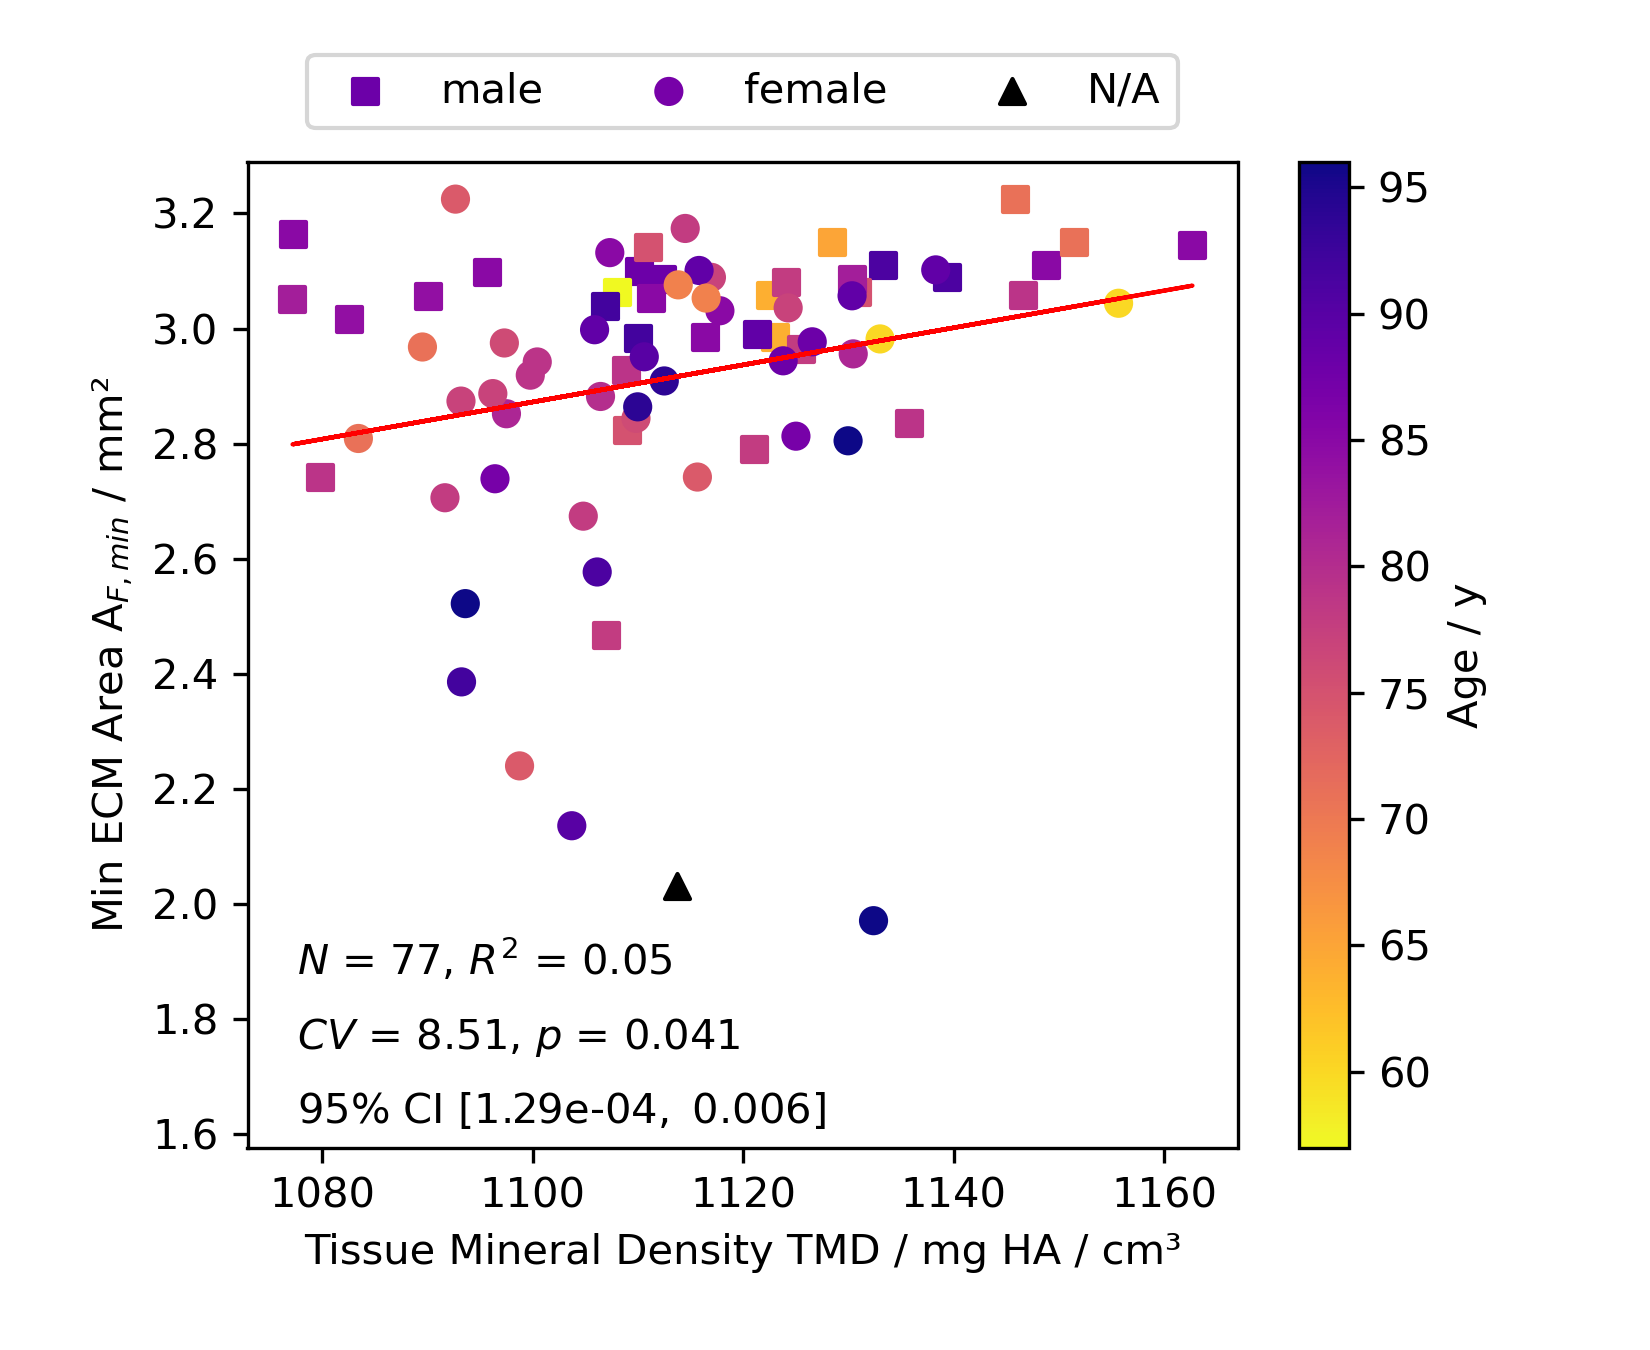 male female N/A
3.2
3.0
2.8
2.6
2.4
2.2
2.0
1.8
1.6
Min ECM Area A_{F, min} / mm²
N = 77, R² = 0.05
CV = 8.51, p = 0.041
95% CI [1.29e-04, 0.006]
1080 1100 1120 1140 1160
Tissue Mineral Density TMD / mg HA / cm³
95
90
85
80
75
70
65
60
Age / y